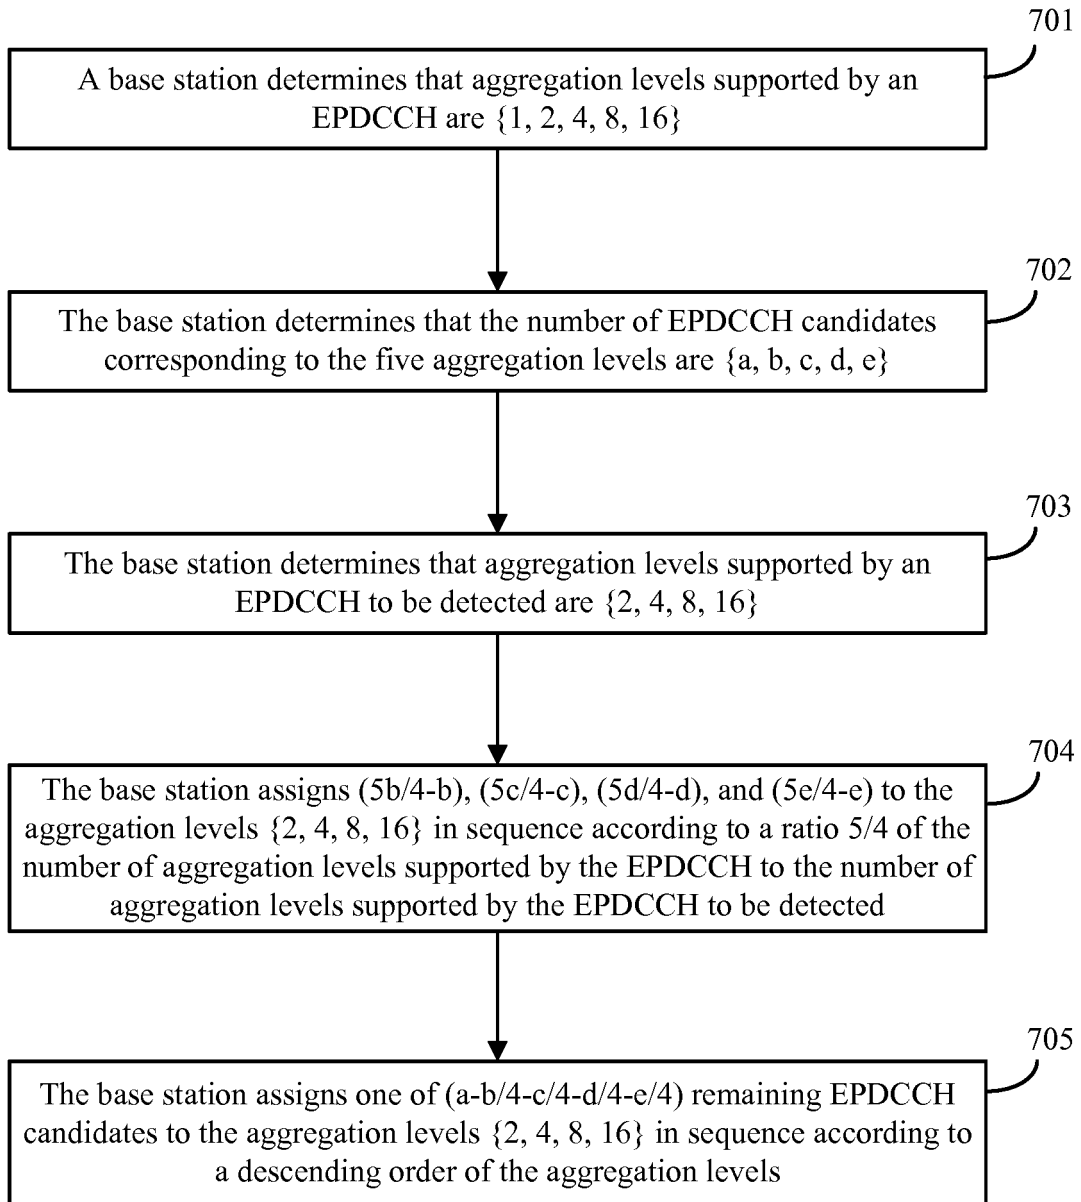 701
A base station determines that aggregation levels supported by an
EPDCCH are {1, 2, 4, 8, 16}
702
The base station determines that the number of EPDCCH candidates
corresponding to the five aggregation levels are {a, b, c, d, e}
703
The base station determines that aggregation levels supported by an
EPDCCH to be detected are {2, 4, 8, 16}
704
The base station assigns (5b/4-b), (5c/4-c), (5d/4-d), and (5e/4-e) to the
aggregation levels {2, 4, 8, 16} in sequence according to a ratio 5/4 of the
number of aggregation levels supported by the EPDCCH to the number of
aggregation levels supported by the EPDCCH to be detected
705
The base station assigns one of (a-b/4-c/4-d/4-e/4) remaining EPDCCH
candidates to the aggregation levels {2, 4, 8, 16} in sequence according to
a descending order of the aggregation levels